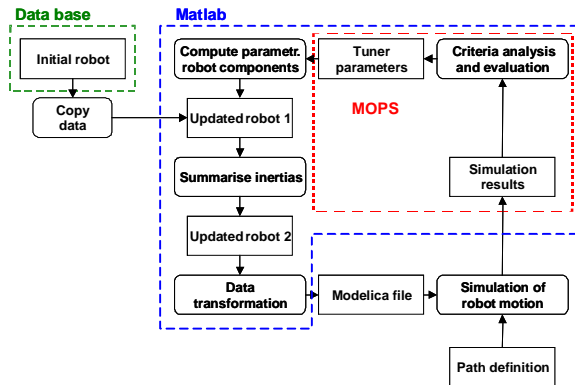 Data base
Matlab
Initial robot
Copy
data
Compute parametr.
robot components
Tuner
parameters
Criteria analysis
and evaluation
MOPS
Updated robot 1
Summarise inertias
Simulation
results
Updated robot 2
Data
transformation
Modelica file
Simulation of
robot motion
Path definition